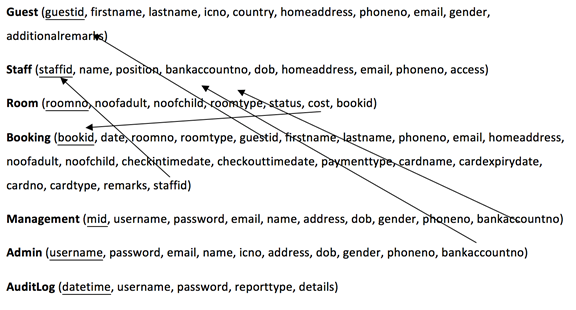 Guest (guestid, firstname, lastname, icno, country, homeaddress, phoneno, email, gender,
additionalremarks)
Staff (staffid, name, position, bankaccountno, dob, homeaddress, email, phoneno, access)
Room (roomno, noofadult, noofchild, roomtype, status, cost, bookid)
Booking (bookid, date, roomno, roomtype, guestid, firstname, lastname, phoneno, email, homeaddress,
noofadult, noofchild, checkintimedate, checkouttimedate, paymenttype, cardname, cardexpirydate,
cardno, cardtype, remarks, staffid)
Management (mid, username, password, email, name, address, dob, gender, phoneno, bankaccountno)
Admin (username, password, email, name, icno, address, dob, gender, phoneno, bankaccountno)
AuditLog (datetime, username, password, reporttype, details)